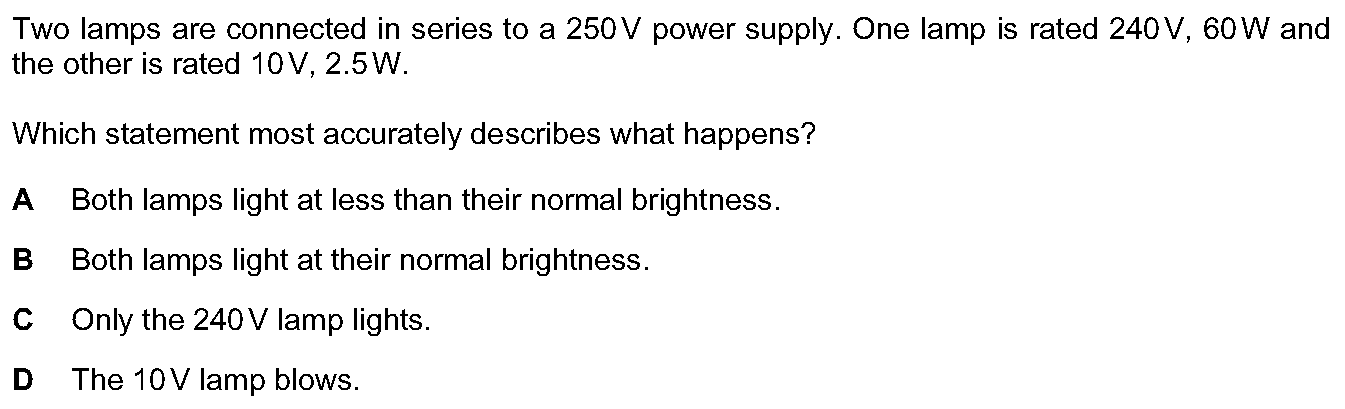 Two lamps are connected in series to a 250 V power supply. One lamp is rated 240 V, 60 W and
the other is rated 10 V, 2.5 W.
Which statement most accurately describes what happens?
A Both lamps light at less than their normal brightness.
B Both lamps light at their normal brightness.
C Only the 240 V lamp lights.
D The 10 V lamp blows.